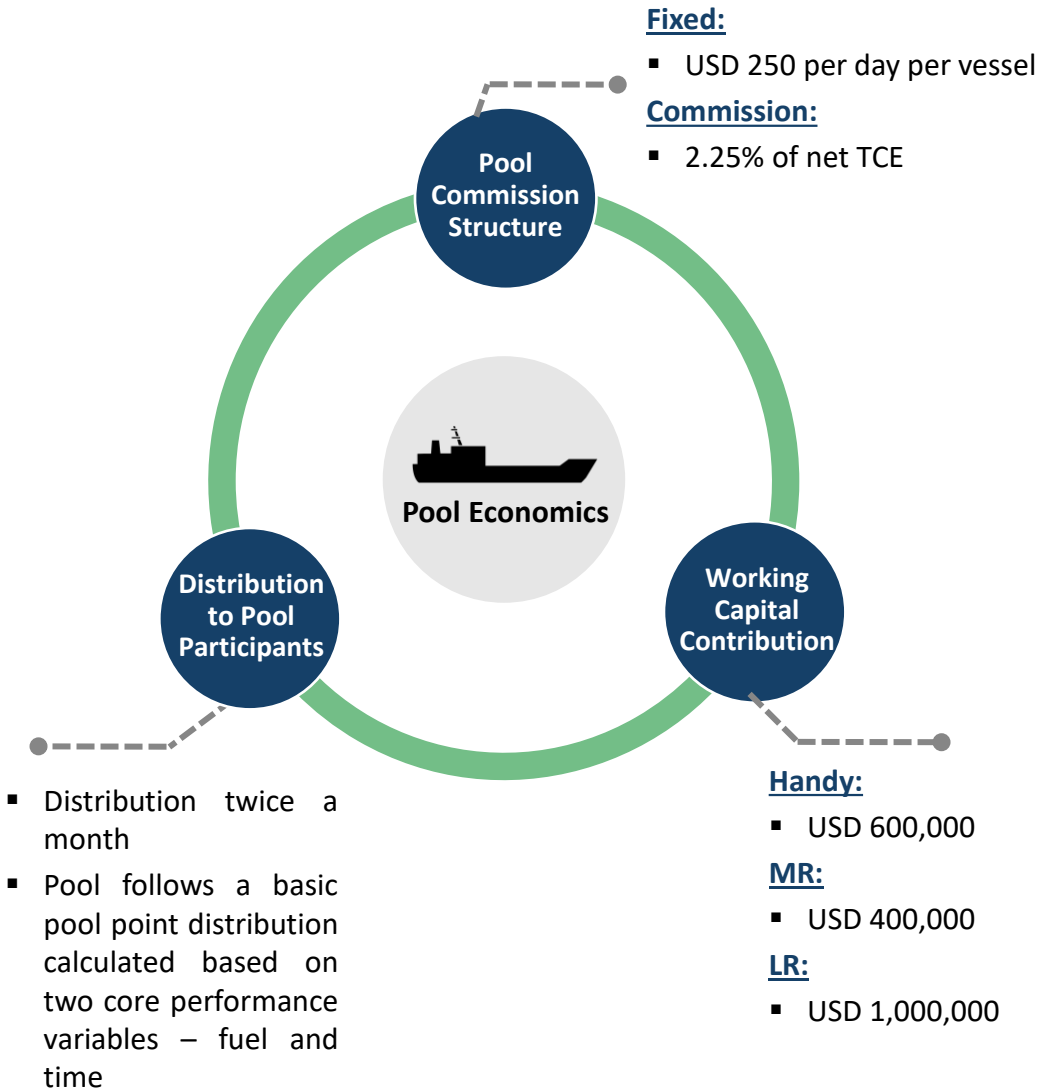 Fixed:
▪ USD 250 per day per vessel
Commission:
▪ 2.25% of net TCE
Pool
Commission
Structure
Pool Economics
Distribution
to Pool
Participants
Working
Capital
Contribution
▪ Distribution twice a
month
▪ Pool follows a basic
pool point distribution
calculated based on
two core performance
variables – fuel and
time
Handy:
▪ USD 600,000
MR:
▪ USD 400,000
LR:
▪ USD 1,000,000